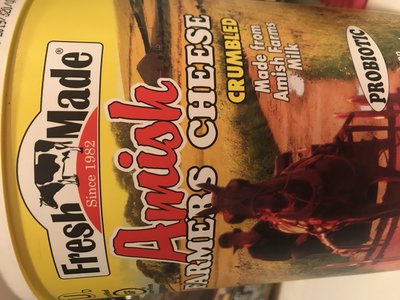 Fresh Made®
Since 1982
Amish
FARMERS CHEESE
CRUMBLED
Made from
Amish Farms
Milk
PROBIOTIC